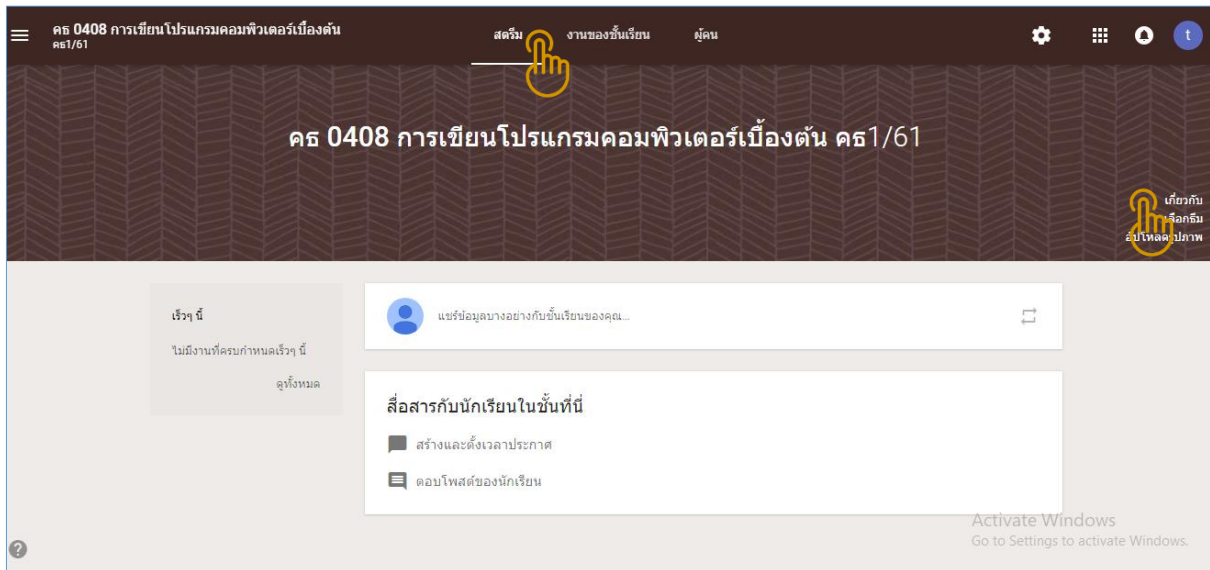 คธ 0408 การเขียนโปรแกรมคอมพิวเตอร์เบื้องต้น
คธ1/61
สตรีม
งานของชั้นเรียน
ผู้คน
t
คธ 0408 การเขียนโปรแกรมคอมพิวเตอร์เบื้องต้น คธ1/61
เกี่ยวกับ
เลือกธีม
อัปโหลดรูปภาพ
เร็วๆ นี้
ไม่มีงานที่ครบกำหนดเร็วๆ นี้
ดูทั้งหมด
แชร์ข้อมูลบางอย่างกับชั้นเรียนของคุณ...
สื่อสารกับนักเรียนในชั้นที่นี่
สร้างและตั้งเวลาประกาศ
ตอบโพสต์ของนักเรียน
Activate Windows
Go to Settings to activate Windows.